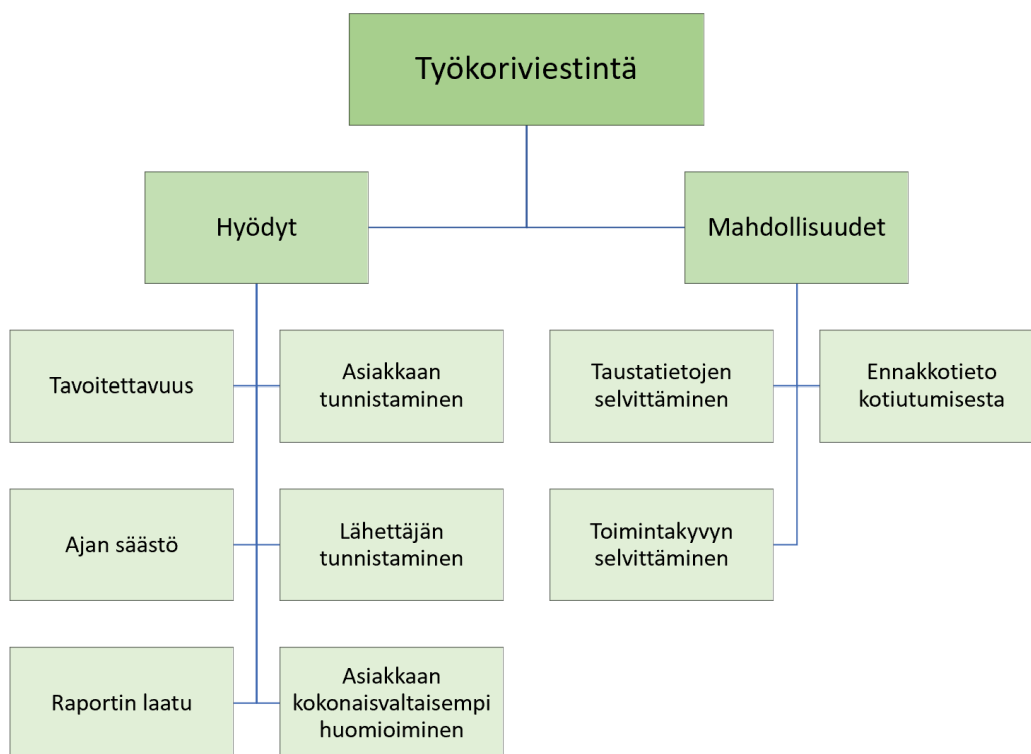 Työkoriviestintä
Hyödyt
Mahdollisuudet
Tavoitettavuus
Asiakkaan
tunnistaminen
Taustatietojen
selvittäminen
Ennakkotieto
kotiutumisesta
Ajan säästö
Lähettäjän
tunnistaminen
Toimintakyvyn
selvittäminen
Raportin laatu
Asiakkaan
kokonaisvaltaisempi
huomioiminen